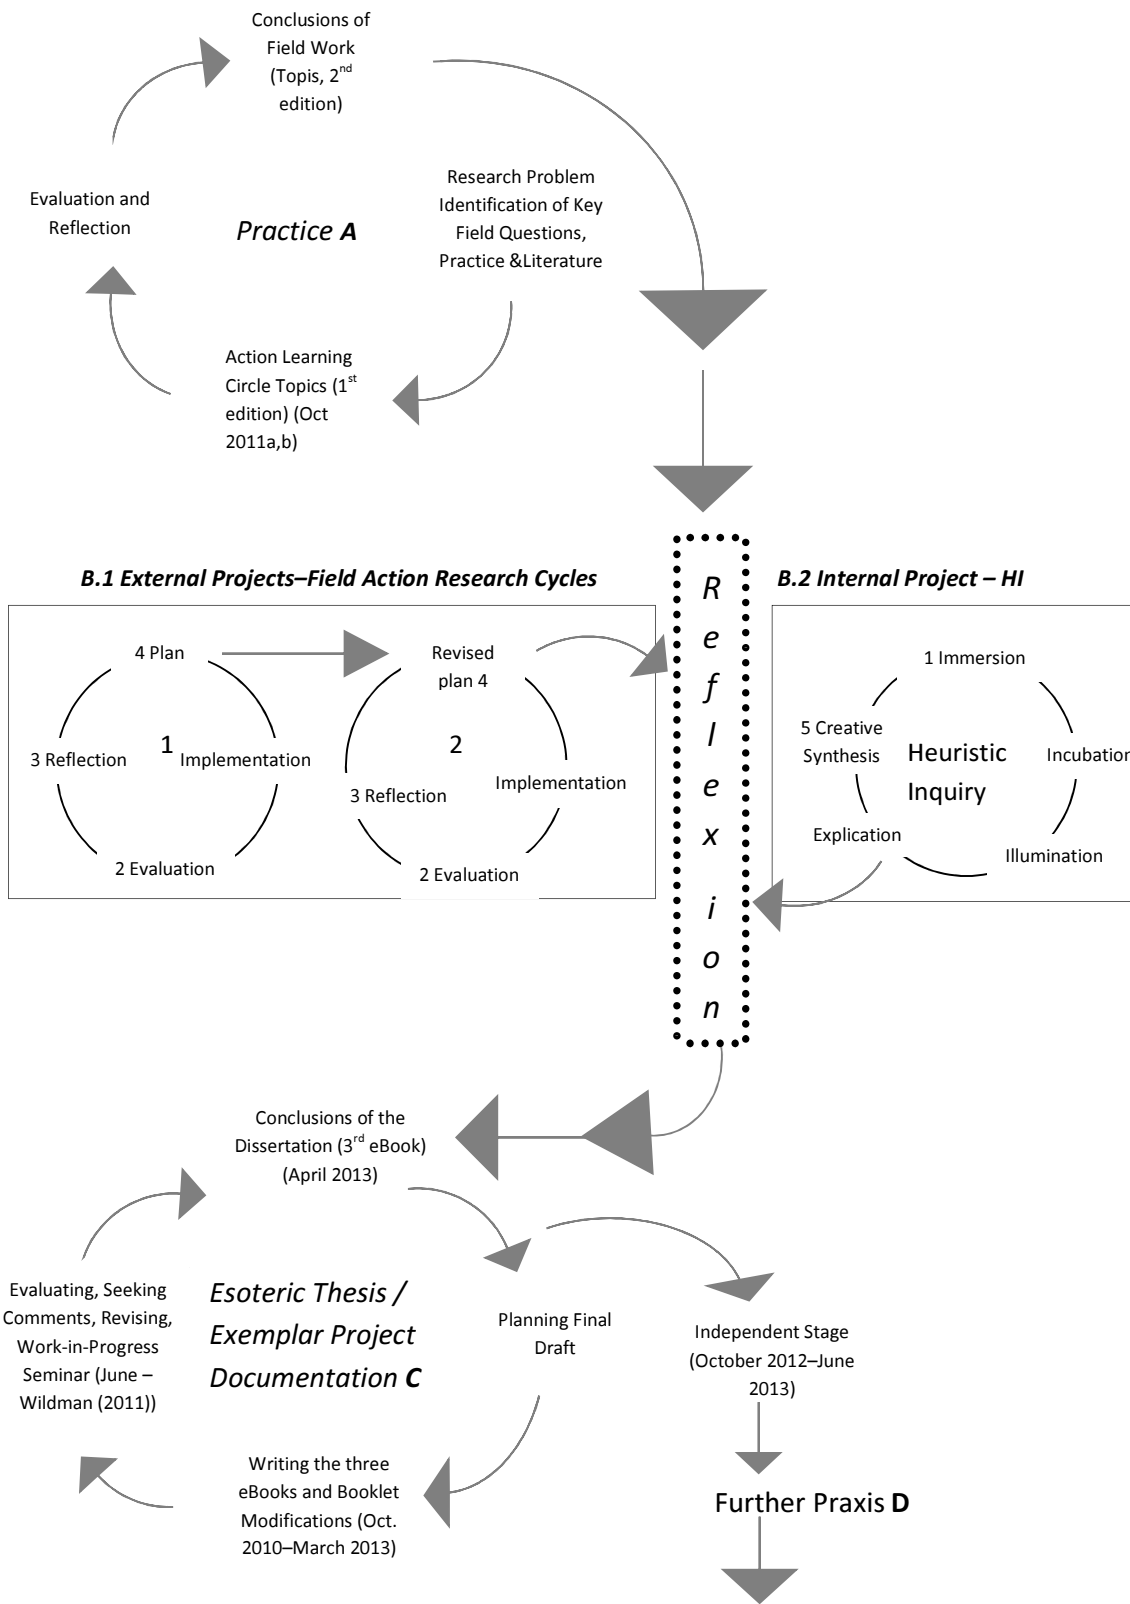 Conclusions of
Field Work
(Topis, 2nd
edition)
Evaluation and
Reflection
Practice A
Research Problem
Identification of Key
Field Questions,
Practice &Literature
Action Learning
Circle Topics (1st
edition) (Oct
2011a,b)
B.1 External Projects–Field Action Research Cycles
4 Plan
3 Reflection
1
Implementation
2 Evaluation
Revised
plan 4
2
3 Reflection
Implementation
2 Evaluation
R
e
f
l
e
x
i
o
n
B.2 Internal Project – HI
1 Immersion
5 Creative
Synthesis
Heuristic
Inquiry
Incubation
Explication
Illumination
Conclusions of the
Dissertation (3rd eBook)
(April 2013)
Evaluating, Seeking
Comments, Revising,
Work-in-Progress
Seminar (June –
Wildman (2011))
Esoteric Thesis /
Exemplar Project
Documentation C
Planning Final
Draft
Independent Stage
(October 2012–June
2013)
Writing the three
eBooks and Booklet
Modifications (Oct.
2010–March 2013)
Further Praxis D